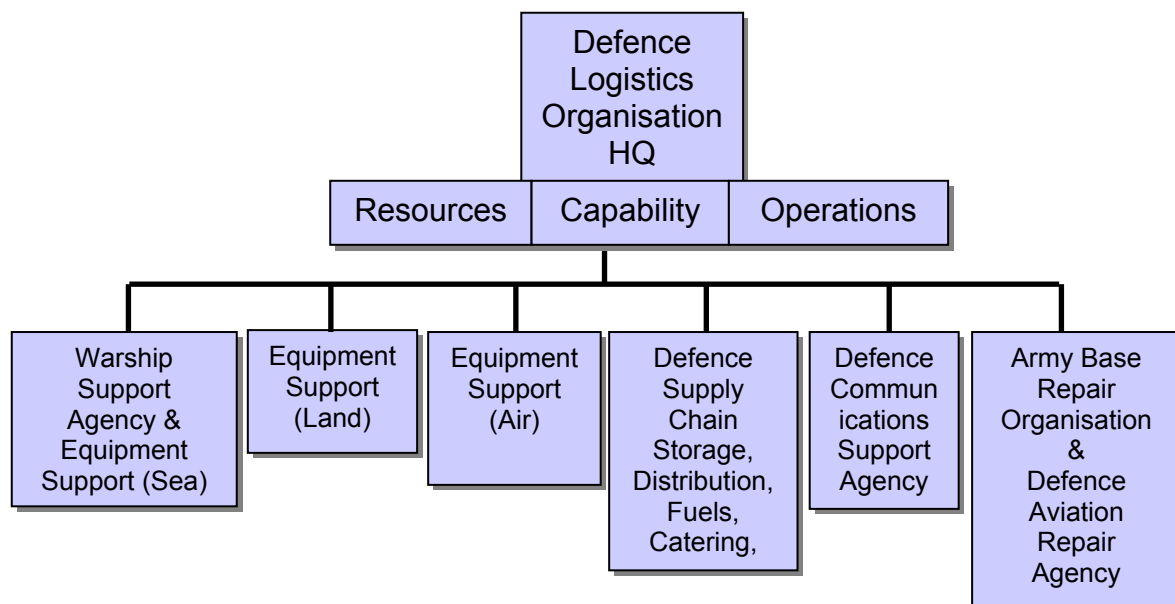 Defence
Logistics
Organisation
HQ
Resources
Capability
Operations
Warship
Support
Agency &
Equipment
Support (Sea)
Equipment
Support
(Land)
Equipment
Support
(Air)
Defence
Supply
Chain
Storage,
Distribution,
Fuels,
Catering,
Defence
Commun
ications
Support
Agency
Army Base
Repair
Organisation
&
Defence
Aviation
Repair
Agency